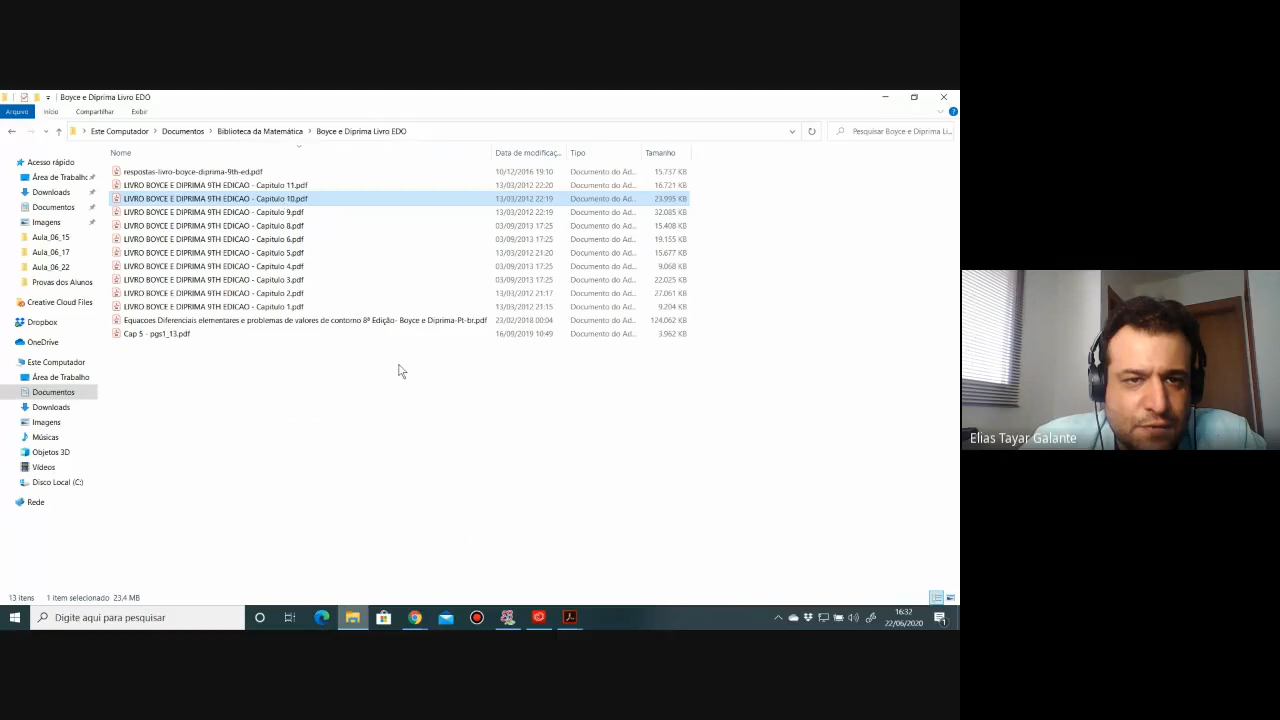 Boyce e Diprima Livro EDO
Arquivo Início Compartilhar Exibir
Este Computador Documentos Biblioteca da Matemática Boyce e Diprima Livro EDO Pesquisar Boyce e Diprima Li...
Nome Data de modificaç... Tipo Tamanho
respostas-livro-boyce-diprima-9th-ed.pdf 10/12/2016 19:10 Documento do Ad... 15.737 KB
LIVRO BOYCE E DIPRIMA 9TH EDICAO - Capitulo 11.pdf 13/03/2012 22:20 Documento do Ad... 16.721 KB
LIVRO BOYCE E DIPRIMA 9TH EDICAO - Capitulo 10.pdf 13/03/2012 22:19 Documento do Ad... 23.995 KB
LIVRO BOYCE E DIPRIMA 9TH EDICAO - Capitulo 9.pdf 13/03/2012 22:19 Documento do Ad... 32.085 KB
LIVRO BOYCE E DIPRIMA 9TH EDICAO - Capitulo 8.pdf 03/09/2013 17:25 Documento do Ad... 15.408 KB
LIVRO BOYCE E DIPRIMA 9TH EDICAO - Capitulo 6.pdf 03/09/2013 17:25 Documento do Ad... 19.155 KB
LIVRO BOYCE E DIPRIMA 9TH EDICAO - Capitulo 5.pdf 13/03/2012 21:20 Documento do Ad... 15.677 KB
LIVRO BOYCE E DIPRIMA 9TH EDICAO - Capitulo 4.pdf 03/09/2013 17:25 Documento do Ad... 9.068 KB
LIVRO BOYCE E DIPRIMA 9TH EDICAO - Capitulo 3.pdf 03/09/2013 17:25 Documento do Ad... 22.025 KB
LIVRO BOYCE E DIPRIMA 9TH EDICAO - Capitulo 2.pdf 13/03/2012 21:17 Documento do Ad... 27.061 KB
LIVRO BOYCE E DIPRIMA 9TH EDICAO - Capitulo 1.pdf 13/03/2012 21:15 Documento do Ad... 9.204 KB
Equacoes Diferenciais elementares e problemas de valores de contorno 8ª Edição- Boyce e Diprima-Pt-br.pdf 23/02/2018 00:04 Documento do Ad... 124.062 KB
Cap 5 - pgs1_13.pdf 16/09/2019 10:49 Documento do Ad... 3.962 KB
Acesso rápido
Área de Trabalho
Downloads
Documentos
Imagens
Aula_06_15
Aula_06_17
Aula_06_22
Provas dos Alunos
Creative Cloud Files
Dropbox
OneDrive
Este Computador
Área de Trabalho
Documentos
Downloads
Imagens
Músicas
Objetos 3D
Vídeos
Disco Local (C:)
Rede
Elias Tayar Galante
13 itens 1 item selecionado 23,4 MB
Digite aqui para pesquisar
16:32
22/06/2020